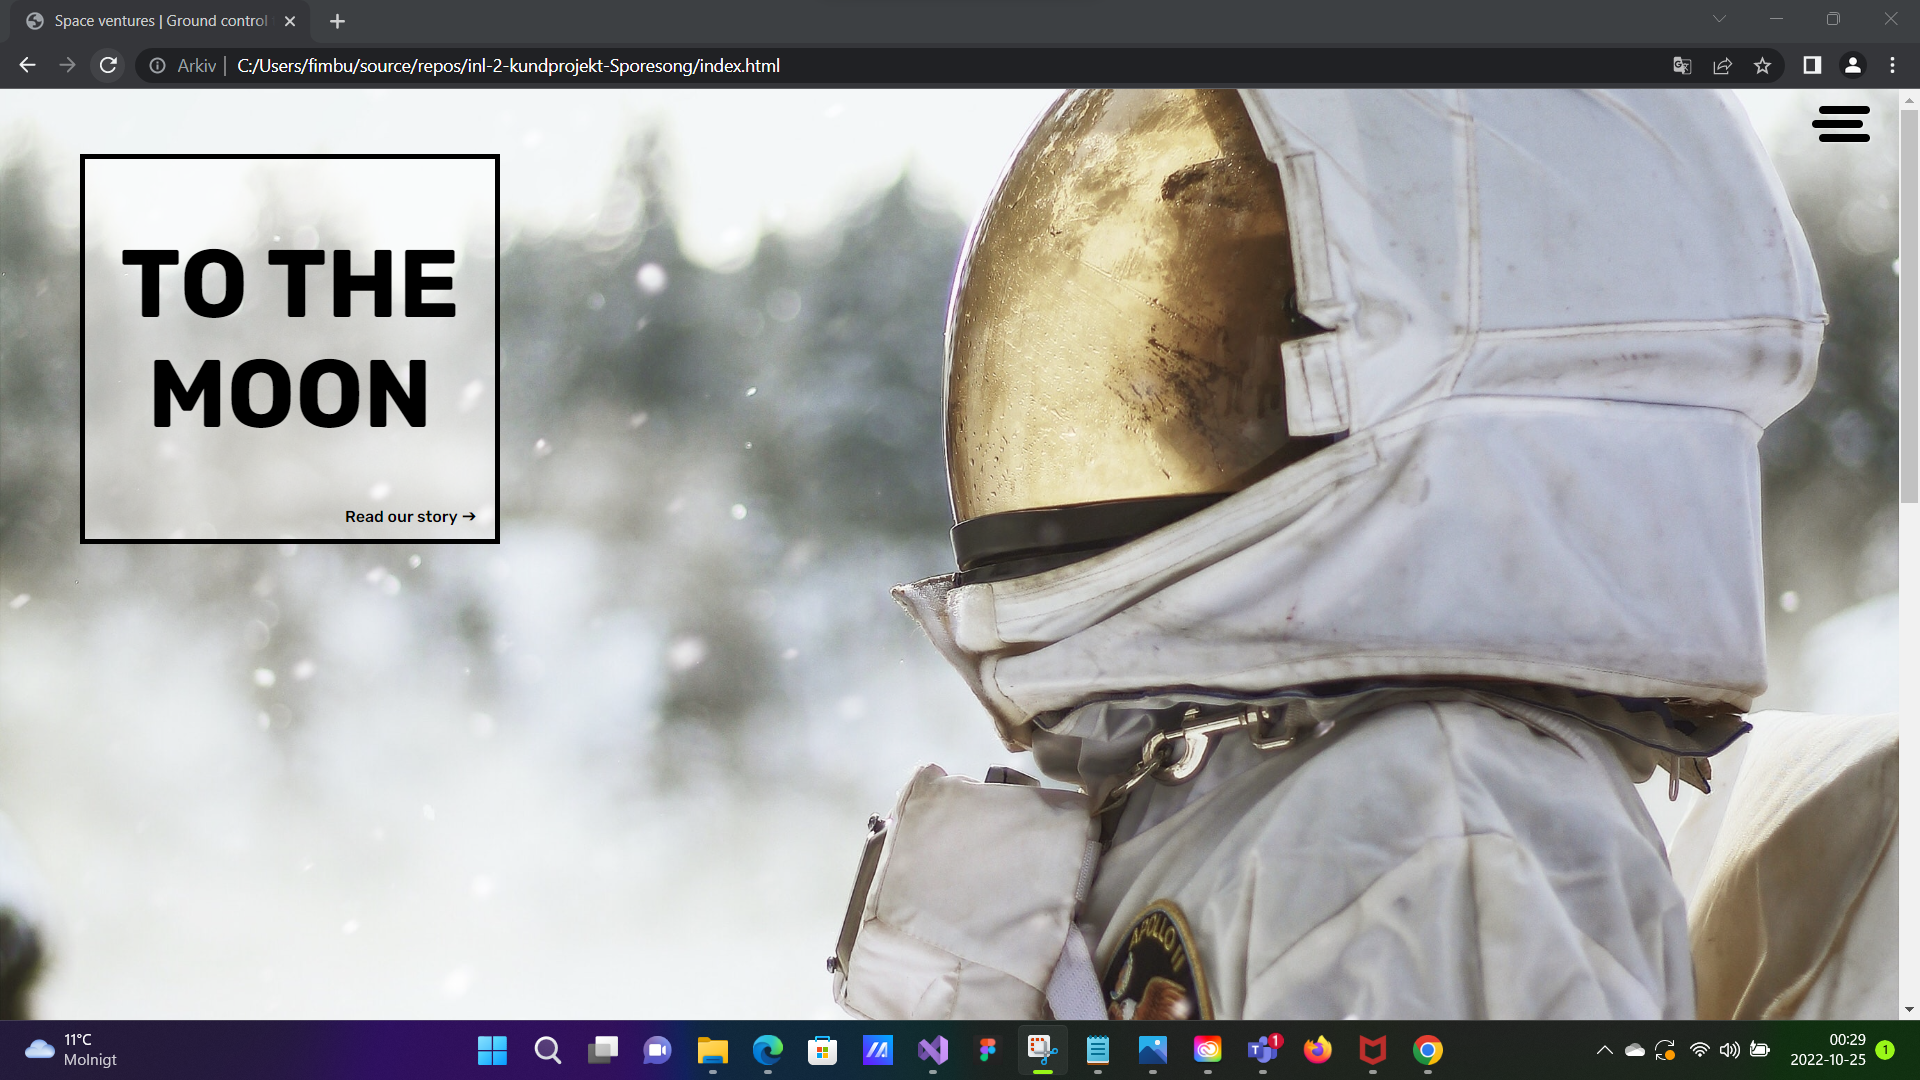 Space ventures | Ground control
Arkiv | C:/Users/fimbu/source/repos/inl-2-kundprojekt-Sporesong/index.html
TO THE
MOON
Read our story →
APOLLO 11
11°C
Molnigt
1
00:29
2022-10-25
1